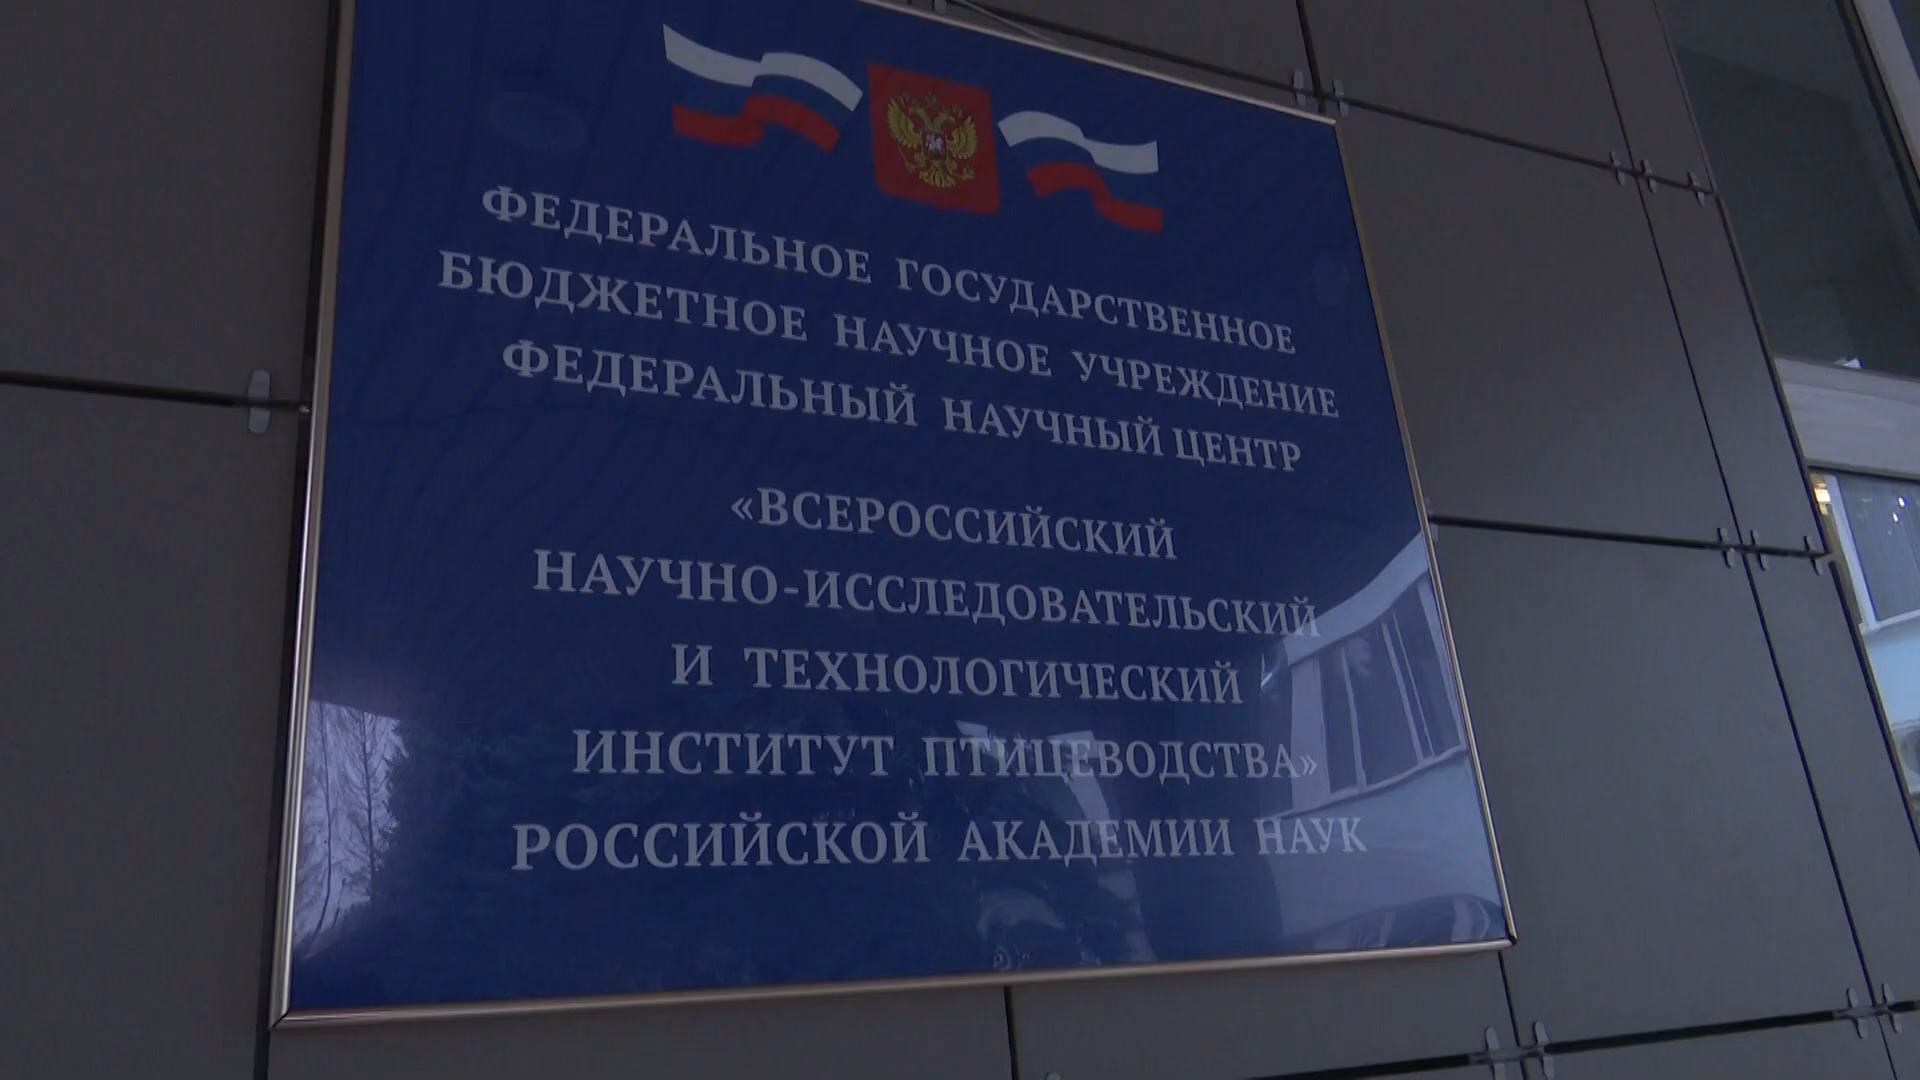 ФЕДЕРАЛЬНОЕ ГОСУДАРСТВЕННОЕ
БЮДЖЕТНОЕ НАУЧНОЕ УЧРЕЖДЕНИЕ
ФЕДЕРАЛЬНЫЙ НАУЧНЫЙ ЦЕНТР
«ВСЕРОССИЙСКИЙ
НАУЧНО-ИССЛЕДОВАТЕЛЬСКИЙ
И ТЕХНОЛОГИЧЕСКИЙ
ИНСТИТУТ ПТИЦЕВОДСТВА»
РОССИЙСКОЙ АКАДЕМИИ НАУК